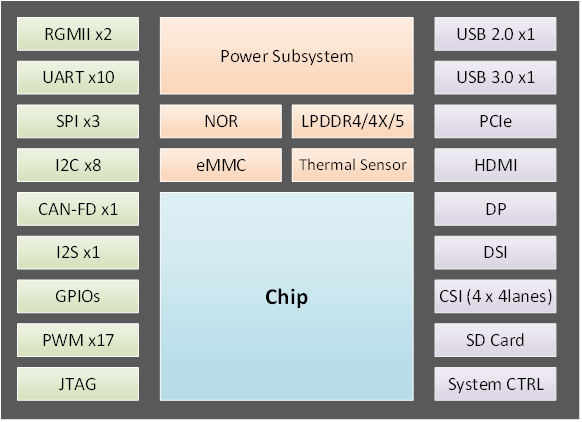 RGMII x2
UART x10
SPI x3
I2C x8
CAN-FD x1
I2S x1
GPIOs
PWM x17
JTAG
Power Subsystem
NOR
LPDDR4/4X/5
eMMC
Thermal Sensor
Chip
USB 2.0 x1
USB 3.0 x1
PCIe
HDMI
DP
DSI
CSI (4 x 4lanes)
SD Card
System CTRL